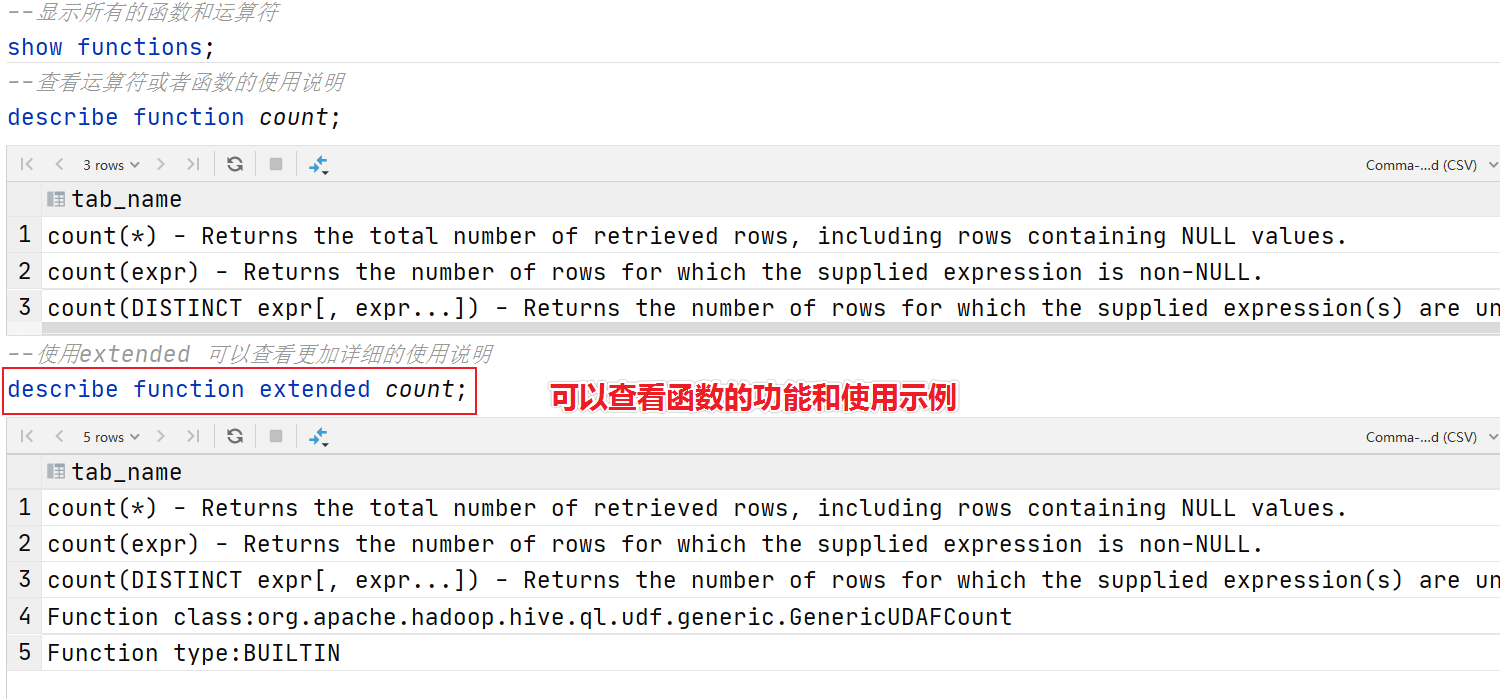 --显示所有的函数和运算符
show functions;
--查看运算符或者函数的使用说明
describe function count;
3 rows
Comma-...d (CSV)
tab_name
1 count(*) - Returns the total number of retrieved rows, including rows containing NULL values.
2 count(expr) - Returns the number of rows for which the supplied expression is non-NULL.
3 count(DISTINCT expr[, expr...]) - Returns the number of rows for which the supplied expression(s) are un
--使用extended 可以查看更加详细的使用说明
describe function extended count;
可以查看函数的功能和使用示例
5 rows
Comma-...d (CSV)
tab_name
1 count(*) - Returns the total number of retrieved rows, including rows containing NULL values.
2 count(expr) - Returns the number of rows for which the supplied expression is non-NULL.
3 count(DISTINCT expr[, expr...]) - Returns the number of rows for which the supplied expression(s) are un
4 Function class:org.apache.hadoop.hive.ql.udf.generic.GenericUDAFCount
5 Function type:BUILTIN